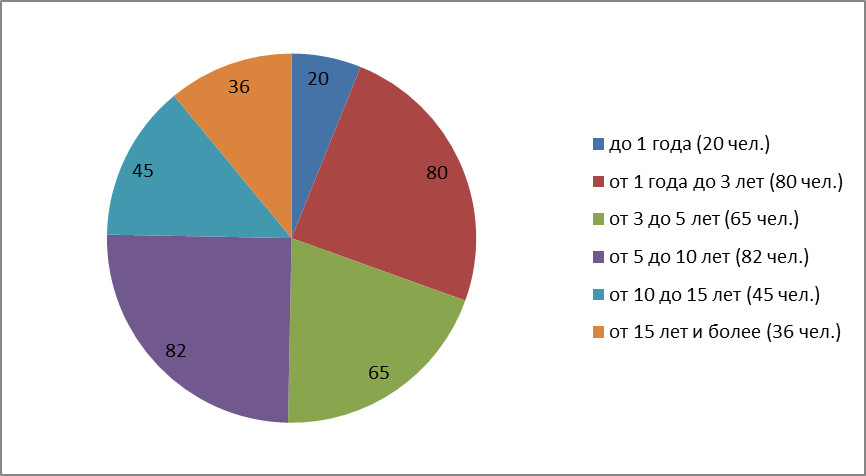 20
80
65
82
45
36
до 1 года (20 чел.)
от 1 года до 3 лет (80 чел.)
от 3 до 5 лет (65 чел.)
от 5 до 10 лет (82 чел.)
от 10 до 15 лет (45 чел.)
от 15 лет и более (36 чел.)